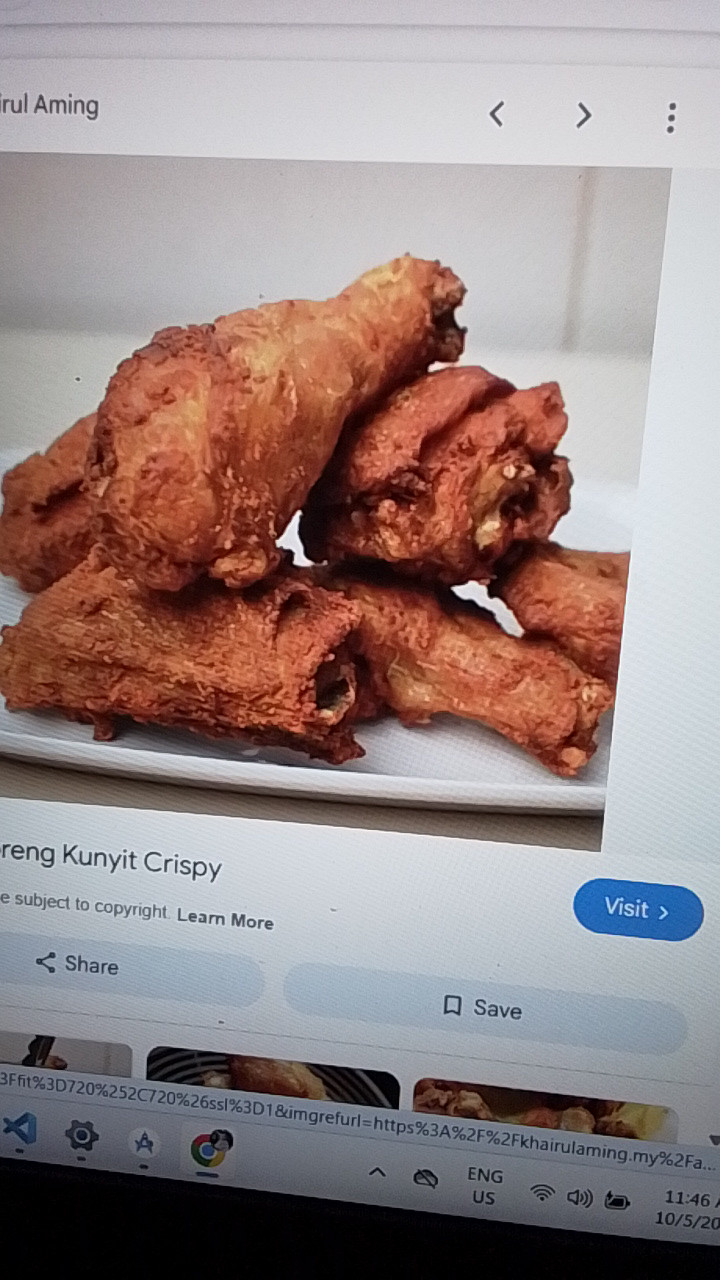 irul Aming
reng Kunyit Crispy
Visit
e subject to copyright. Learn More
Share
Save
3Ffit%3D720%252C720%26ssl%3D1&imgrefurl=https%3A%2F%2Fkhairulaming.my%2Fa...
ENG
US
11:46
10/5/20